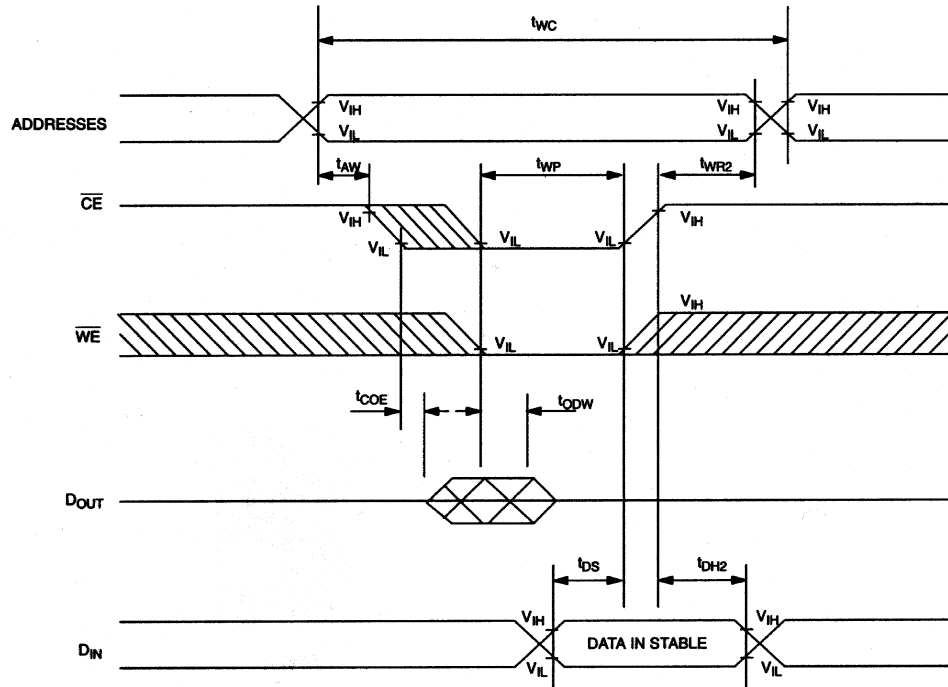 tWC
ADDRESSES
VIH VIH VIH
VIL VIL VIL
tAW tWP tWR2
CE
VIH VIH
VIL VIL VIL
VIH
WE
VIL VIL
tCOE tODW
DOUT
tDS tDH2
VIH VIH
DIN DATA IN STABLE
VIL VIL